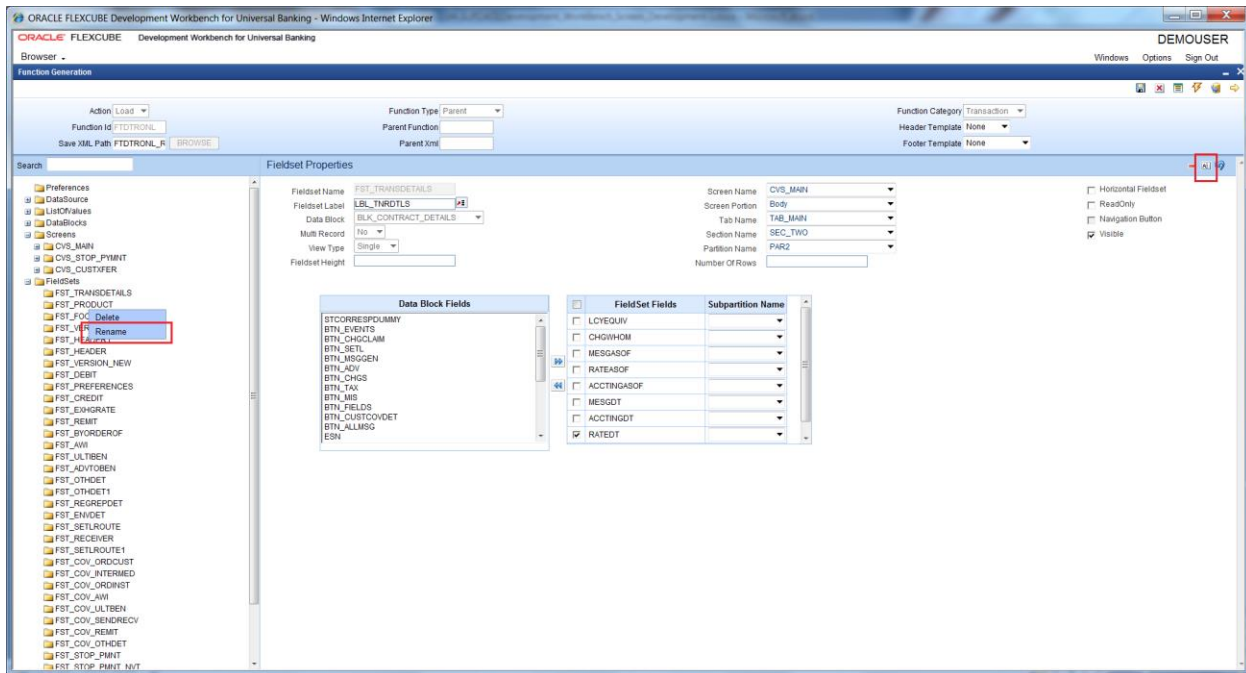 ORACLE FLEXCUBE Development Workbench for Universal Banking - Windows Internet Explorer
ORACLE FLEXCUBE Development Workbench for Universal Banking
DEMOUSER
Browser
Windows Options Sign Out
Function Generation
Action Load
Function Type Parent
Function Category Transaction
Function Id FTDTRONL
Parent Function
Header Template None
Save XML Path FTDTRONL_R BROWSE
Parent Xml
Footer Template None
Search
Fieldset Properties
Preferences
DataSource
ListOfValues
DataBlocks
Screens
CVS_MAIN
CVS_STOP_PYMNT
CVS_CUSTXFER
FieldSets
FST_TRANSDETAILS
FST_PRODUCT
FST_FOO
FST_VER
FST_HEADER1
FST_HEADER
FST_VERSION_NEW
FST_DEBIT
FST_PREFERENCES
FST_CREDIT
FST_EXHGRATE
FST_REMIT
FST_BYORDEROF
FST_AWI
FST_ULTIBEN
FST_ADVTOBEN
FST_OTHDET
FST_OTHDET1
FST_REGREPDET
FST_ENVDET
FST_SETLROUTE
FST_RECEIVER
FST_SETLROUTE1
FST_COV_ORDCUST
FST_COV_INTERMED
FST_COV_ORDINST
FST_COV_AWI
FST_COV_ULTBEN
FST_COV_SENDRECV
FST_COV_REMIT
FST_COV_OTHDET
FST_STOP_PMNT
FST_STOP_PMNT_NVT
Delete
Rename
Fieldset Name FST_TRANSDETAILS
Fieldset Label LBL_TNRDTLS
Data Block BLK_CONTRACT_DETAILS
Multi Record No
View Type Single
Fieldset Height
Screen Name CVS_MAIN
Screen Portion Body
Tab Name TAB_MAIN
Section Name SEC_TWO
Partition Name PAR2
Number Of Rows
Horizontal Fieldset
ReadOnly
Navigation Button
Visible
Data Block Fields
STCORRESPDUMMY
BTN_EVENTS
BTN_CHGCLAIM
BTN_SETL
BTN_MSGGEN
BTN_ADV
BTN_CHGS
BTN_TAX
BTN_MIS
BTN_FIELDS
BTN_CUSTCOVDET
BTN_ALLMSG
ESN
FieldSet Fields Subpartition Name
LCYEQUIV
CHGWHOM
MESGASOF
RATEASOF
ACCTINGASOF
MESGDT
ACCTINGDT
RATEDT